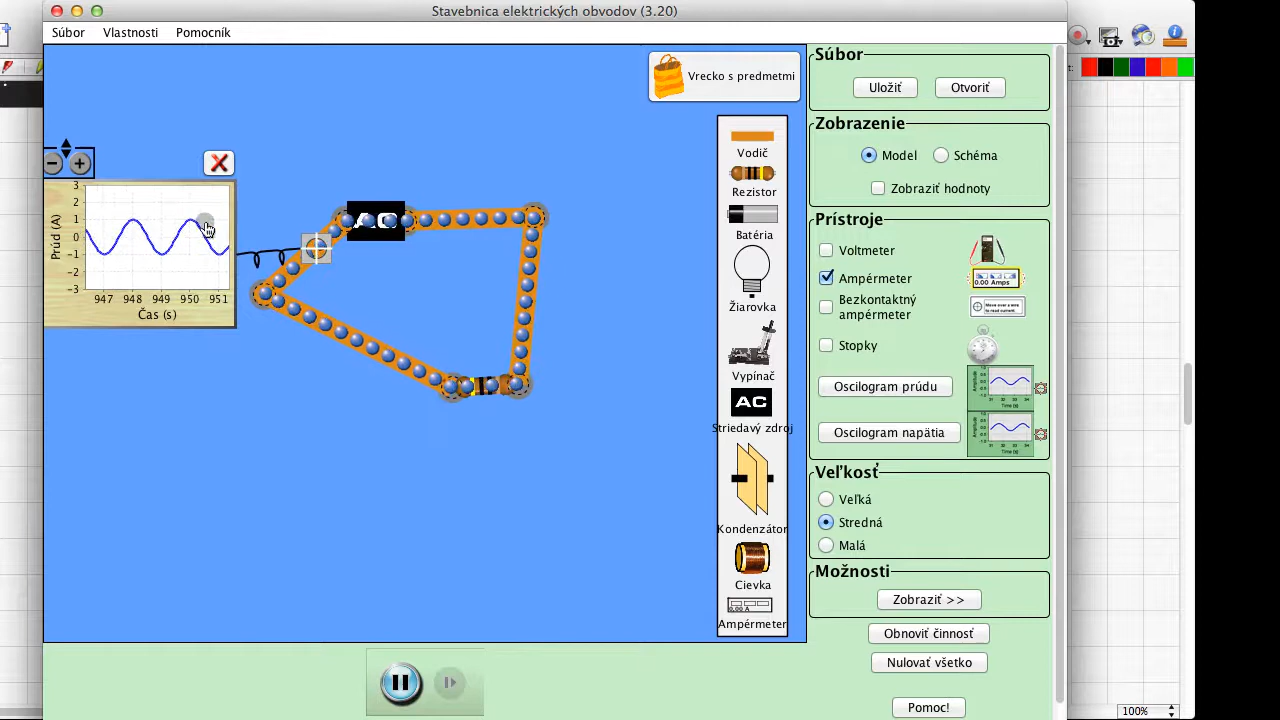 Stavebnica elektrických obvodov (3.20)
Súbor Vlastnosti Pomocník
Vrecko s predmetmi
Vodič
Rezistor
Batéria
Žiarovka
Vypínač
AC
Striedavý zdroj
Kondenzátor
Cievka
0.00 A
Ampérmeter
3
2
1
0
−1
−2
−3
Prúd (A)
947 948 949 950 951
Čas (s)
AC
Súbor
Uložiť Otvoriť
Zobrazenie
Model Schéma
Zobraziť hodnoty
Prístroje
Voltmeter
Ampérmeter
0.00 Amps
Bezkontaktný
ampérmeter
Stopky
Oscilogram prúdu
Oscilogram napätia
Veľkosť
Veľká
Stredná
Malá
Možnosti
Zobraziť >>
Obnoviť činnosť
Nulovať všetko
Pomoc!
100%